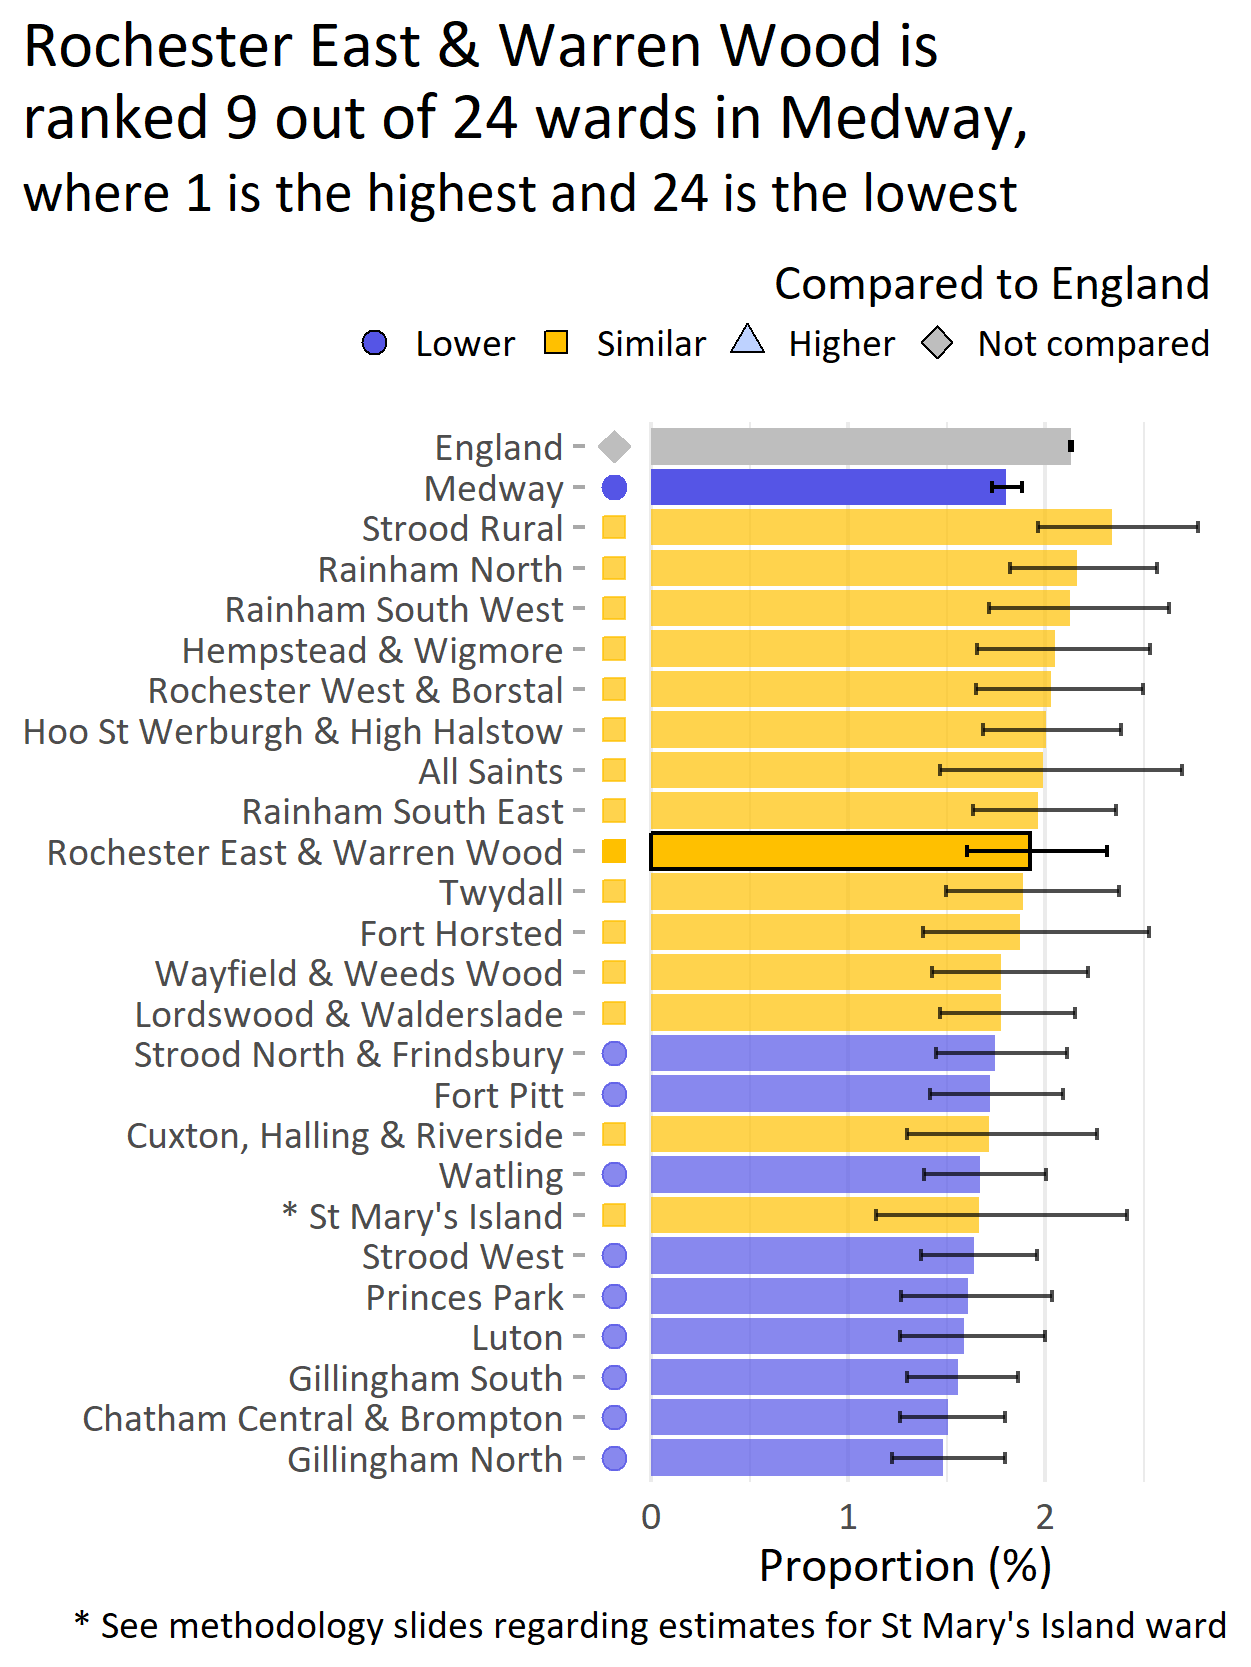 Rochester East & Warren Wood is
ranked 9 out of 24 wards in Medway,
where 1 is the highest and 24 is the lowest
Compared to England
Lower Similar Higher Not compared
England
Medway
Strood Rural
Rainham North
Rainham South West
Hempstead & Wigmore
Rochester West & Borstal
Hoo St Werburgh & High Halstow
All Saints
Rainham South East
Rochester East & Warren Wood
Twydall
Fort Horsted
Wayfield & Weeds Wood
Lordswood & Walderslade
Strood North & Frindsbury
Fort Pitt
Cuxton, Halling & Riverside
Watling
* St Mary's Island
Strood West
Princes Park
Luton
Gillingham South
Chatham Central & Brompton
Gillingham North
0 1 2
Proportion (%)
* See methodology slides regarding estimates for St Mary's Island ward